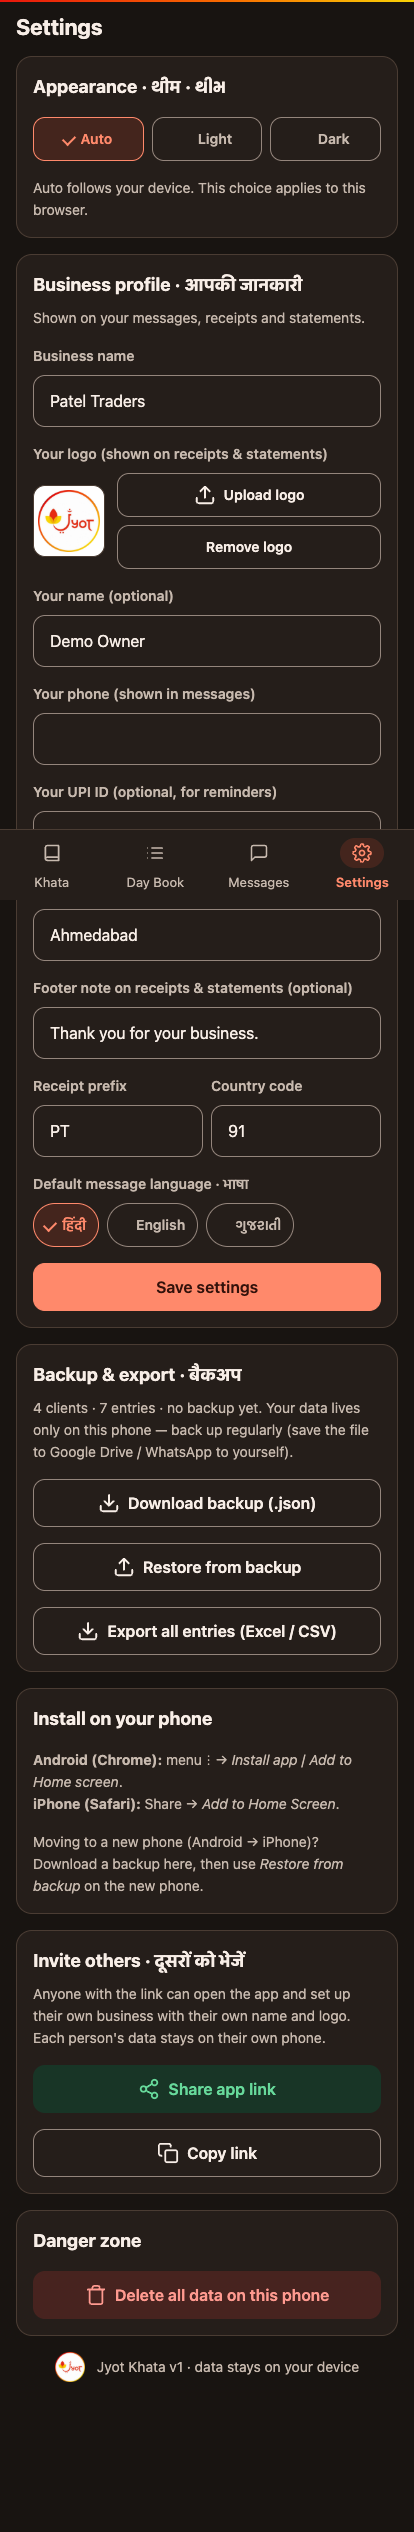 Settings
Appearance · थीम · થીમ
Auto
Light
Dark
Auto follows your device. This choice applies to this
browser.
Business profile · आपकी जानकारी
Shown on your messages, receipts and statements.
Business name
Patel Traders
Your logo (shown on receipts & statements)
Jyot
Upload logo
Remove logo
Your name (optional)
Demo Owner
Your phone (shown in messages)
Your UPI ID (optional, for reminders)
Khata
Day Book
Messages
Settings
Ahmedabad
Footer note on receipts & statements (optional)
Thank you for your business.
Receipt prefix
Country code
PT
91
Default message language · भाषा
हिंदी
English
ગુજરાતી
Save settings
Backup & export · बैकअप
4 clients · 7 entries · no backup yet. Your data lives
only on this phone — back up regularly (save the file
to Google Drive / WhatsApp to yourself).
Download backup (.json)
Restore from backup
Export all entries (Excel / CSV)
Install on your phone
Android (Chrome): menu ⋮ → Install app / Add to
Home screen.
iPhone (Safari): Share → Add to Home Screen.
Moving to a new phone (Android → iPhone)?
Download a backup here, then use Restore from
backup on the new phone.
Invite others · दूसरों को भेजें
Anyone with the link can open the app and set up
their own business with their own name and logo.
Each person's data stays on their own phone.
Share app link
Copy link
Danger zone
Delete all data on this phone
Jyot
Jyot Khata v1 · data stays on your device